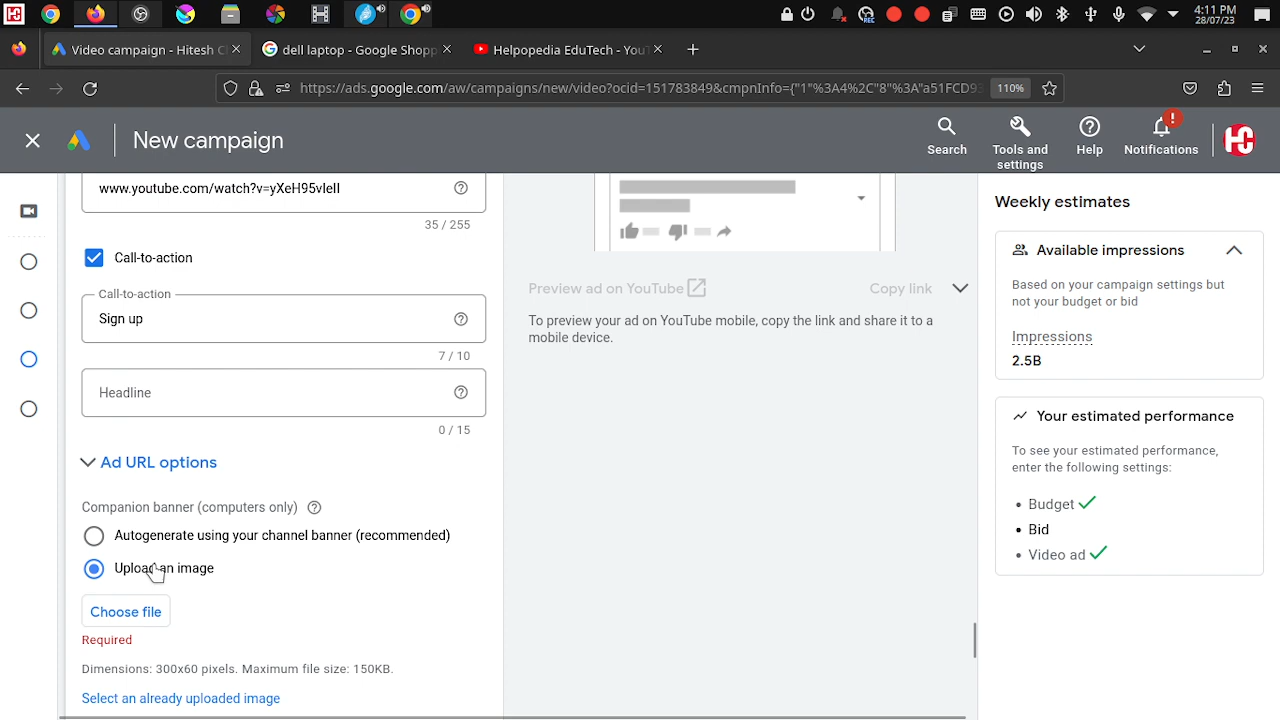 4:11 PM
28/07/23
REC
Video campaign - Hitesh C
dell laptop - Google Shopp
Helpopedia EduTech - YouT
https://ads.google.com/aw/campaigns/new/video?ocid=151783849&cmpnInfo={"1"%3A4%2C"8"%3A"a51FCD93
110%
New campaign
Search
Tools and
settings
Help
Notifications
www.youtube.com/watch?v=yXeH95vIeII
35 / 255
Call-to-action
Call-to-action
Sign up
7 / 10
Headline
0 / 15
Ad URL options
Companion banner (computers only)
Autogenerate using your channel banner (recommended)
Upload an image
Choose file
Required
Dimensions: 300x60 pixels. Maximum file size: 150KB.
Select an already uploaded image
Preview ad on YouTube
Copy link
To preview your ad on YouTube mobile, copy the link and share it to a
mobile device.
Weekly estimates
Available impressions
Based on your campaign settings but
not your budget or bid
Impressions
2.5B
Your estimated performance
To see your estimated performance,
enter the following settings:
• Budget
• Bid
• Video ad